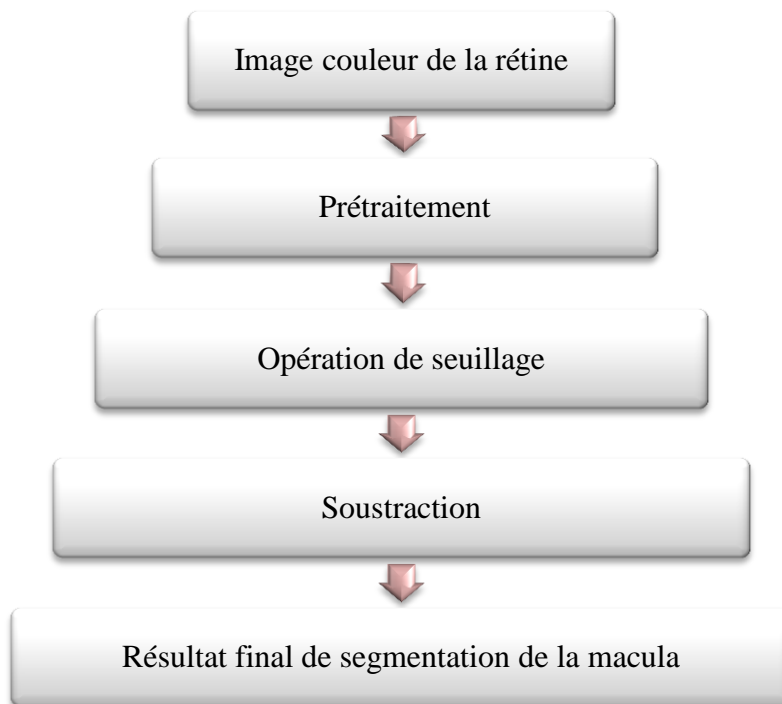 Image couleur de la rétine
Prétraitement
Opération de seuillage
Soustraction
Résultat final de segmentation de la macula